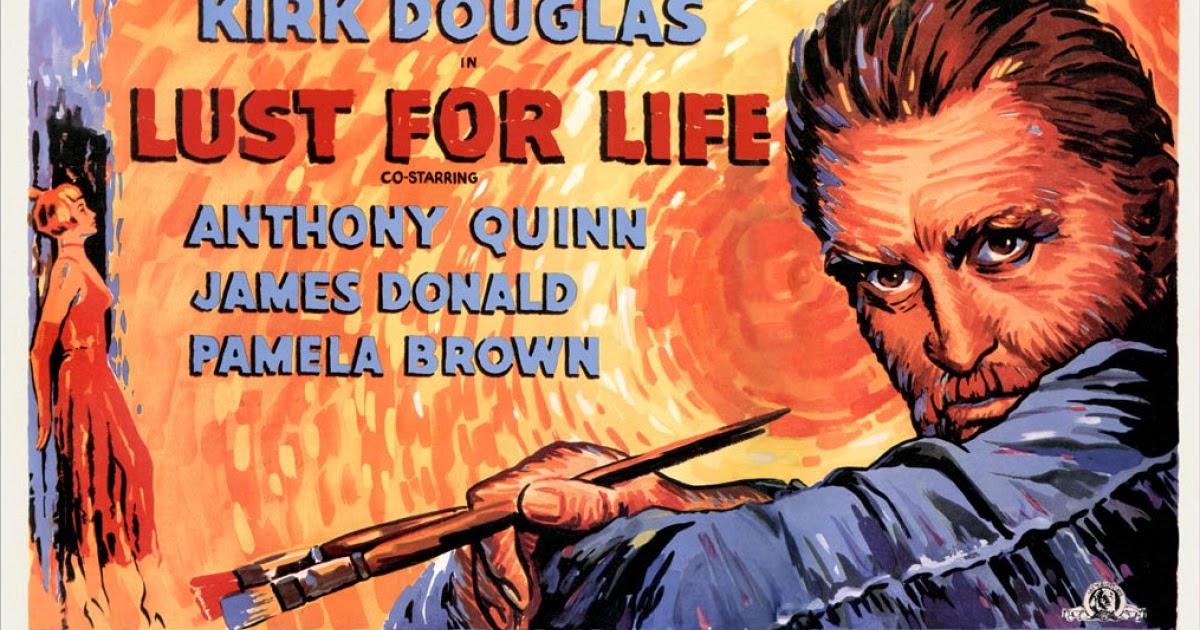 KIRK DOUGLAS
IN
LUST FOR LIFE
CO-STARRING
ANTHONY QUINN
JAMES DONALD
PAMELA BROWN